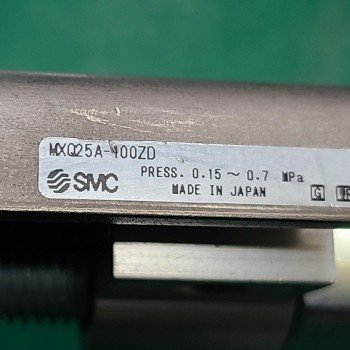 MXQ25A-100ZD
SMC PRESS. 0.15～0.7 MPa
MADE IN JAPAN G